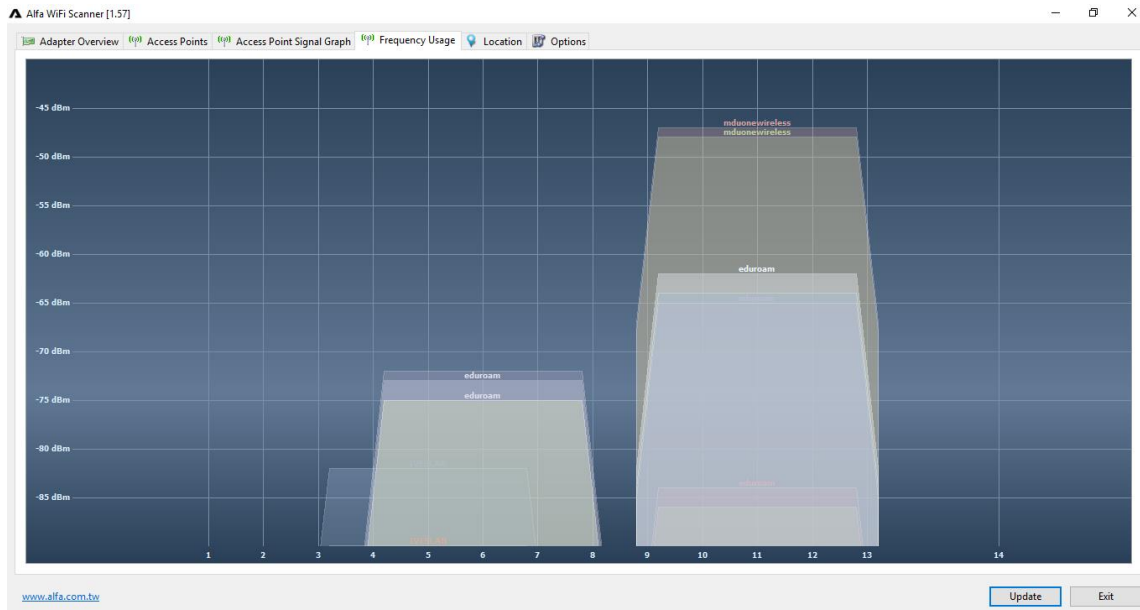 Alfa WiFi Scanner [1.57]
Adapter Overview Access Points Access Point Signal Graph Frequency Usage Location Options
-45 dBm
mduonewireless
mduonewireless
-50 dBm
-55 dBm
-60 dBm
eduroam
-65 dBm
-70 dBm
eduroam
-75 dBm
eduroam
-80 dBm
eduroam
-85 dBm
1 2 3 4 5 6 7 8 9 10 11 12 13 14
www.alfa.com.tw
Update Exit